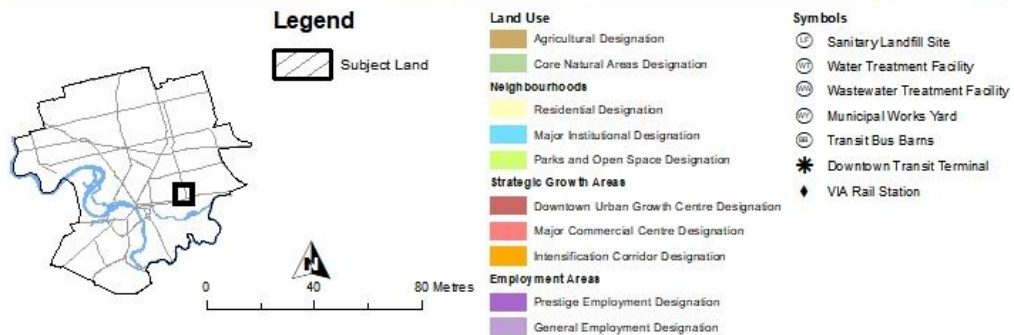 Legend
Subject Land
N
0 40 80 Metres
Land Use
Agricultural Designation
Core Natural Areas Designation
Neighbourhoods
Residential Designation
Major Institutional Designation
Parks and Open Space Designation
Strategic Growth Areas
Downtown Urban Growth Centre Designation
Major Commercial Centre Designation
Intensification Corridor Designation
Employment Areas
Prestige Employment Designation
General Employment Designation
Symbols
LF Sanitary Landfill Site
WT Water Treatment Facility
WW Wastewater Treatment Facility
WY Municipal Works Yard
BB Transit Bus Barns
Downtown Transit Terminal
VIA Rail Station